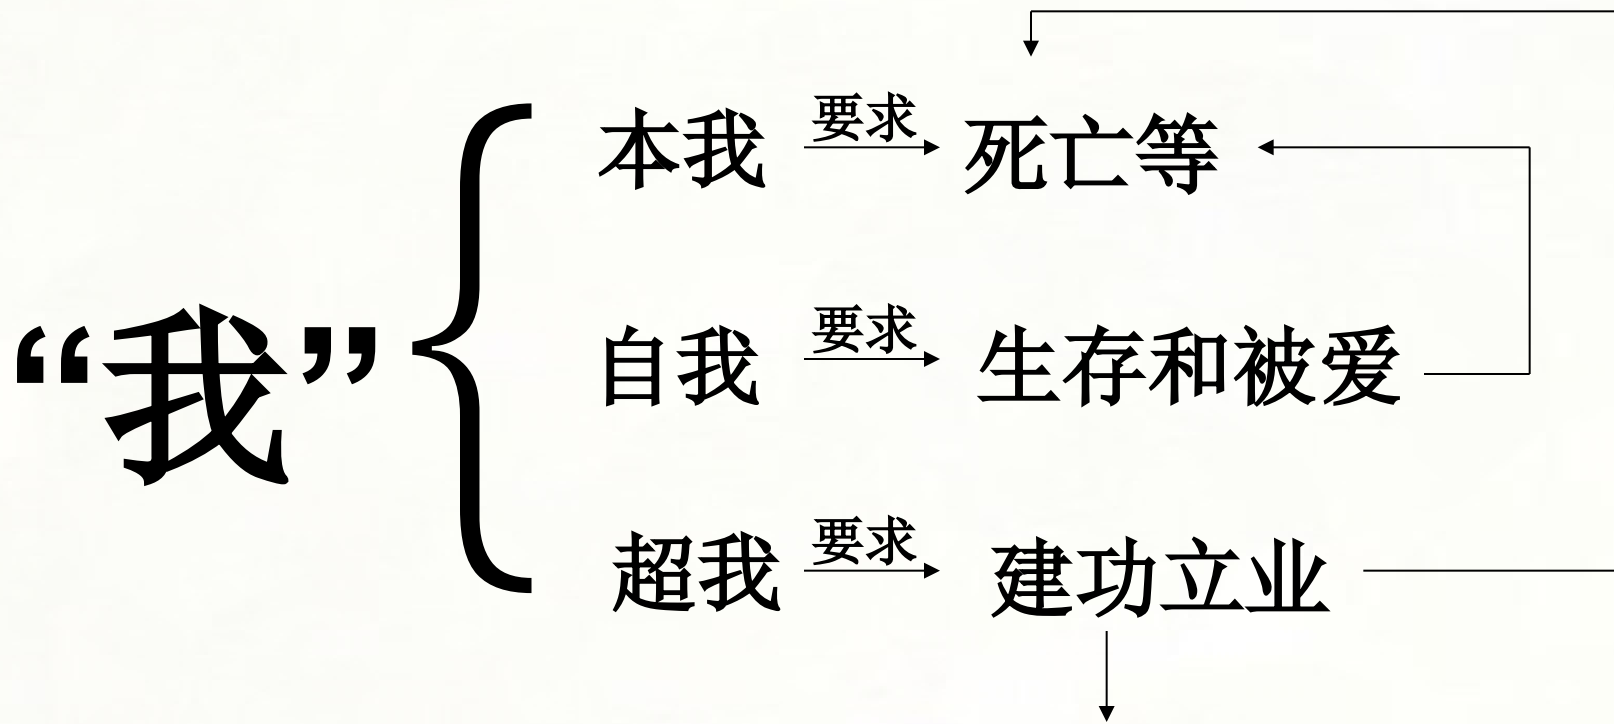 要求
本我 死亡等
要求
“我” 自我 生存和被爱
要求
超我 建功立业